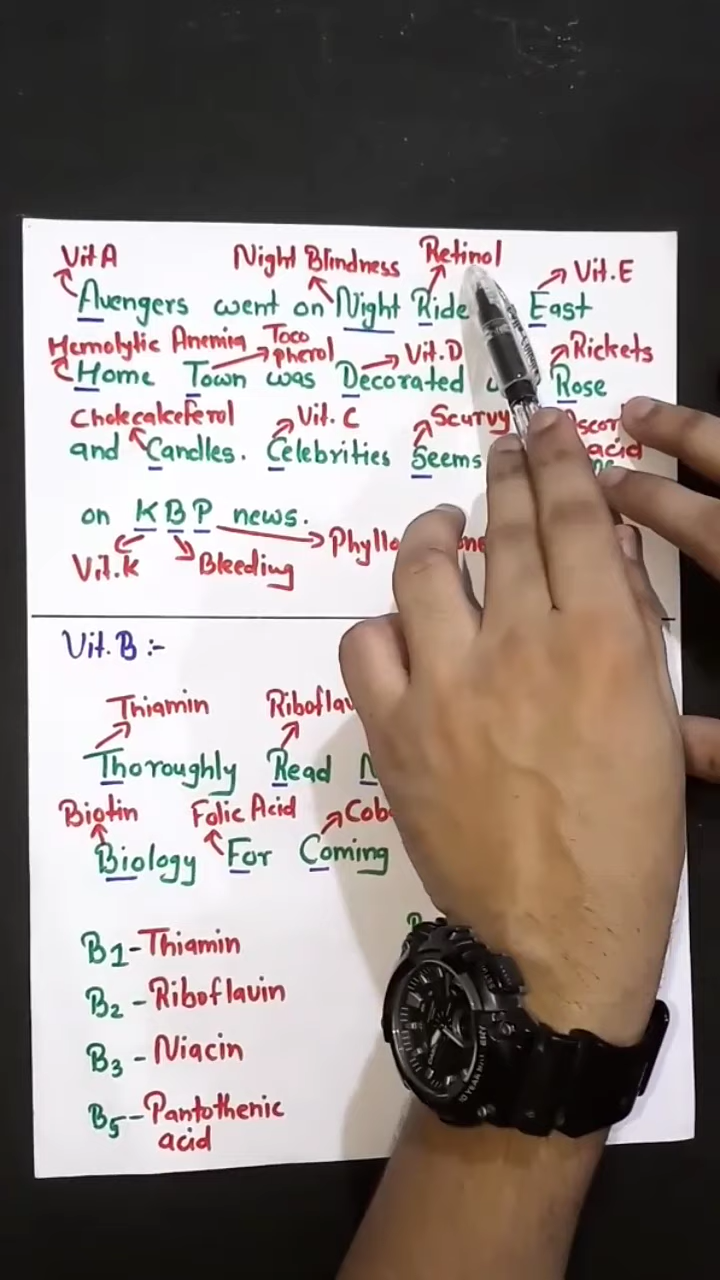 Vit A Night Blindness Retinol Vit. E
Avengers went on Night Ride East
Hemolytic Anemia Toco pherol Vit. D Rickets
Home Town was Decorated Rose
Cholecalceferol Vit. C Scurvy acid
and Candles. Celebrities Seems
on KBP news.
Vit. K Bleeding
Vit. B :-
Thiamin
Thoroughly Read
Biotin Folic Acid
Biology For Coming
B1 - Thiamin
B2 - Riboflavin
B3 - Niacin
B5 - Pantothenic
acid